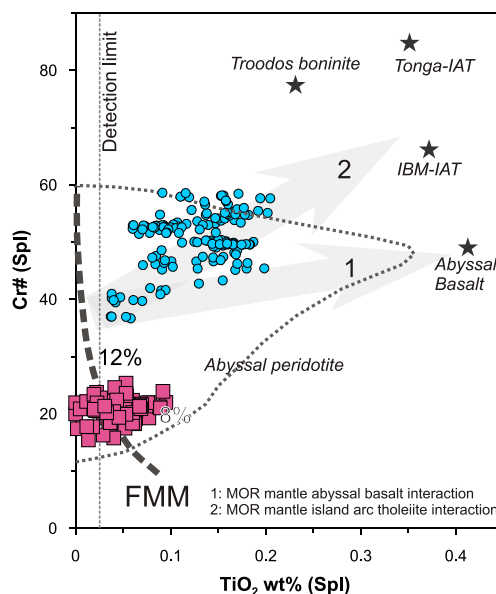 80
60
40
20
0
Cr# (Spl)
Detection limit
Troodos boninite
Tonga-IAT
IBM-IAT
2
1
Abyssal
Basalt
12%
Abyssal peridotite
8%
FMM
1: MOR mantle abyssal basalt interaction
2: MOR mantle island arc tholeiite interaction
0
0.1
0.2
0.3
0.4
TiO₂ wt% (Spl)